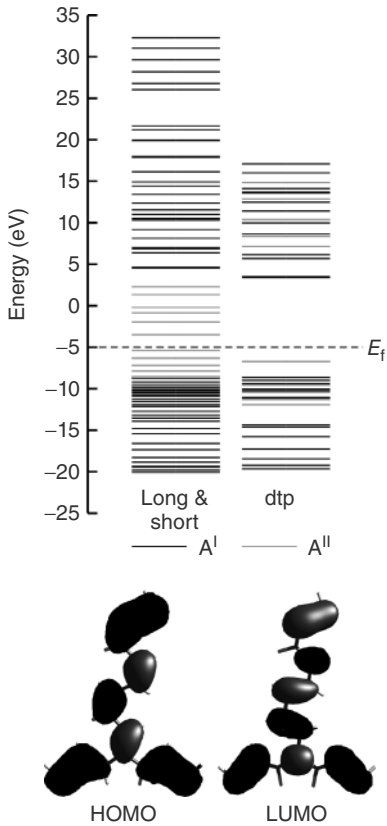 35
30
25
20
15
10
5
0
−5
−10
−15
−20
−25
Energy (eV)
E_f
Long &
short
dtp
A^I
A^II
HOMO
LUMO